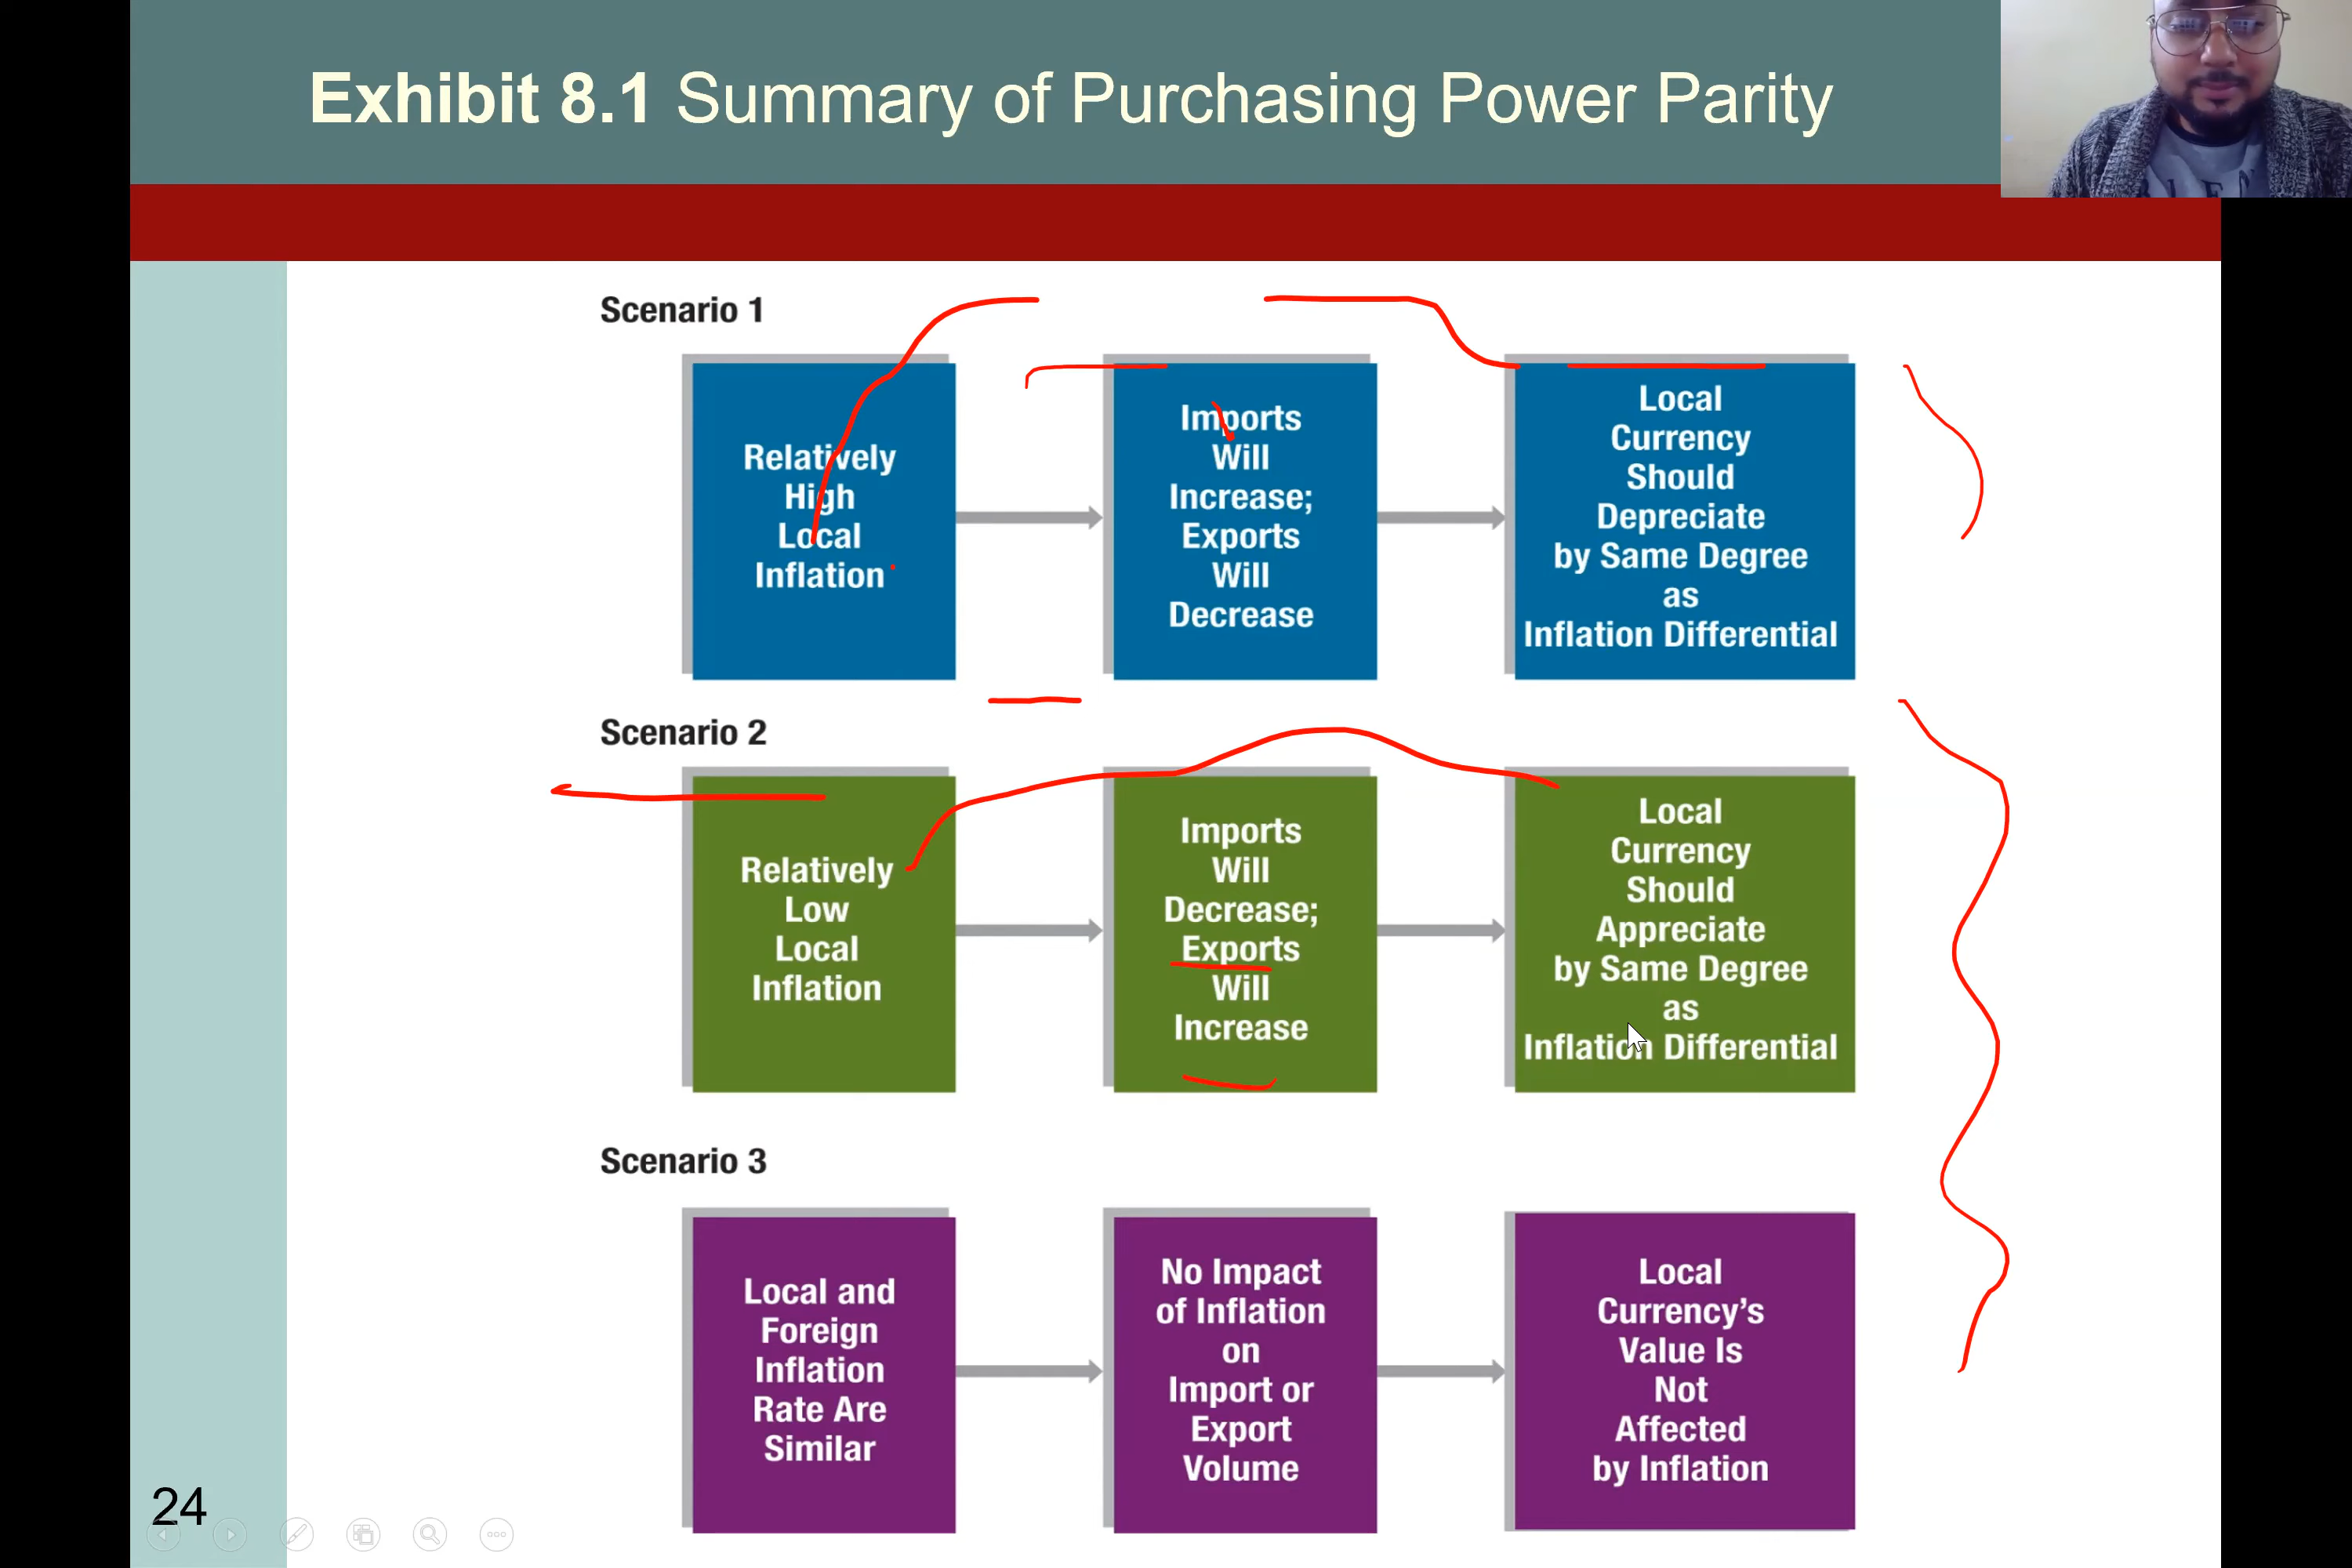 Exhibit 8.1 Summary of Purchasing Power Parity
Scenario 1
Relatively
High
Local
Inflation
Imports
Will
Increase;
Exports
Will
Decrease
Local
Currency
Should
Depreciate
by Same Degree
as
Inflation Differential
Scenario 2
Relatively
Low
Local
Inflation
Imports
Will
Decrease;
Exports
Will
Increase
Local
Currency
Should
Appreciate
by Same Degree
as
Inflation Differential
Scenario 3
Local and
Foreign
Inflation
Rate Are
Similar
No Impact
of Inflation
on
Import or
Export
Volume
Local
Currency’s
Value Is
Not
Affected
by Inflation
24